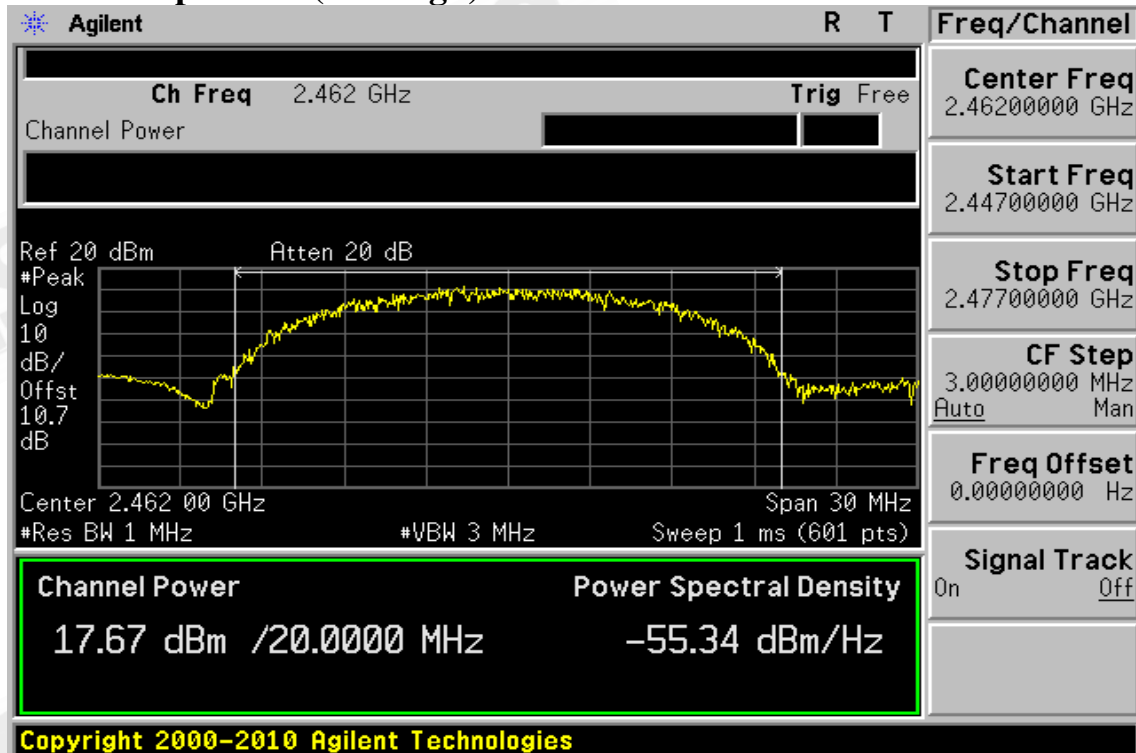 Agilent R T
Ch Freq 2.462 GHz Trig Free
Channel Power
Ref 20 dBm Atten 20 dB
#Peak
Log
10
dB/
Offst
10.7
dB
Center 2.462 00 GHz Span 30 MHz
#Res BW 1 MHz #VBW 3 MHz Sweep 1 ms (601 pts)
Channel Power Power Spectral Density
17.67 dBm /20.0000 MHz -55.34 dBm/Hz
Copyright 2000-2010 Agilent Technologies
Freq/Channel
Center Freq
2.46200000 GHz
Start Freq
2.44700000 GHz
Stop Freq
2.47700000 GHz
CF Step
3.00000000 MHz
Auto Man
Freq Offset
0.00000000 Hz
Signal Track
On Off